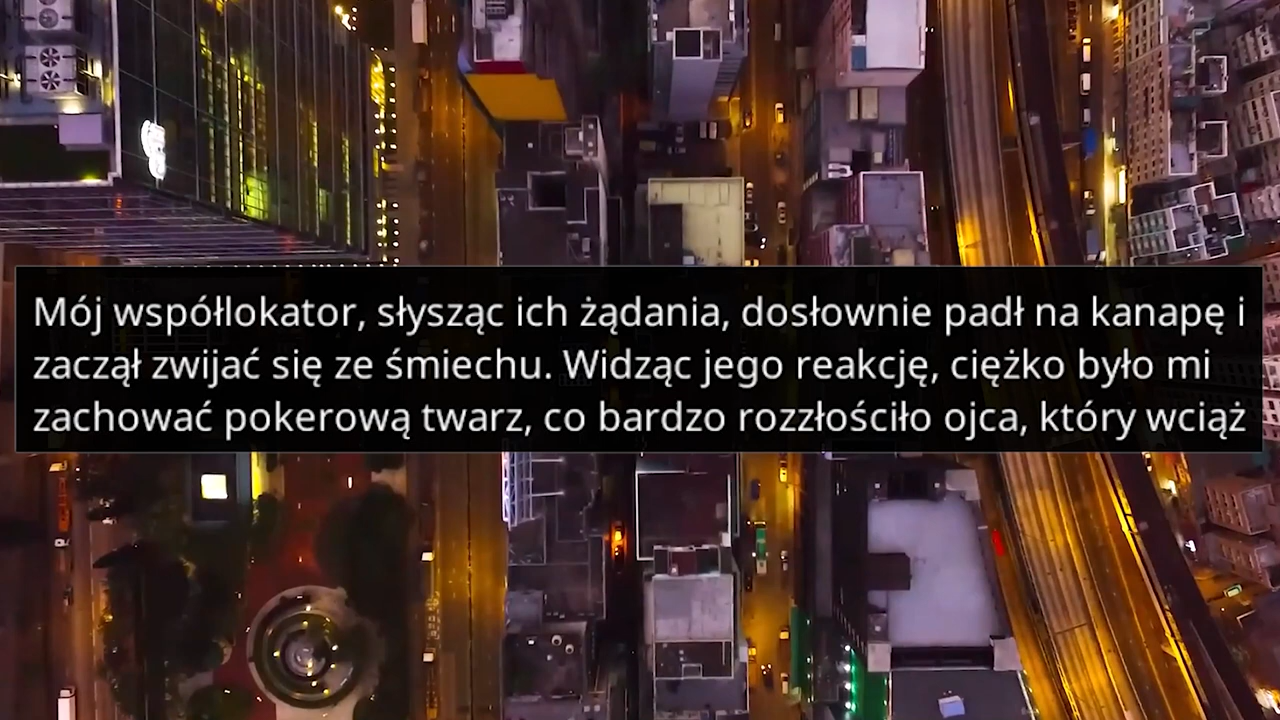 Mój współlokator, słysząc ich żądania, dosłownie padł na kanapę i
zaczął zwijać się ze śmiechu. Widząc jego reakcję, ciężko było mi
zachować pokerową twarz, co bardzo rozzłościło ojca, który wciąż